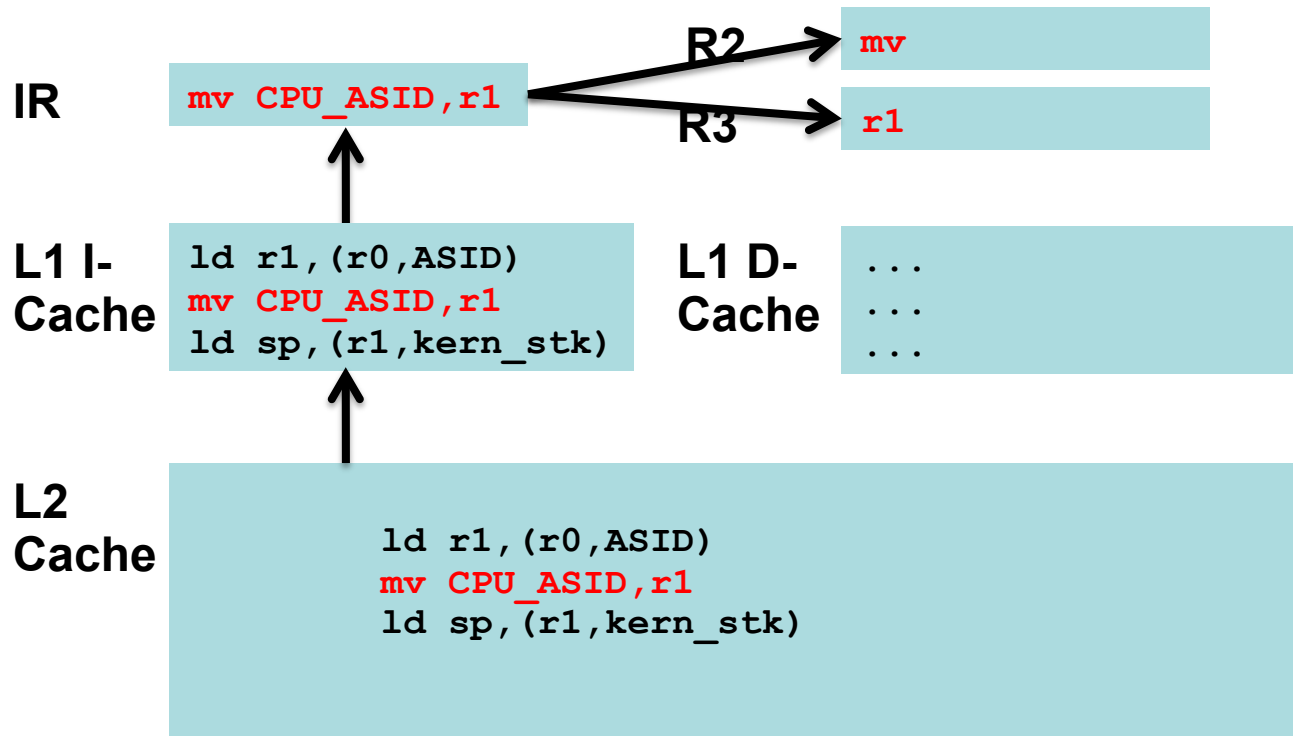 R2
mv
IR
mv CPU_ASID,r1
R3
r1
L1 I-
Cache
ld r1,(r0,ASID)
mv CPU_ASID,r1
ld sp,(r1,kern_stk)
L1 D-
Cache
...
...
...
L2
Cache
ld r1,(r0,ASID)
mv CPU_ASID,r1
ld sp,(r1,kern_stk)